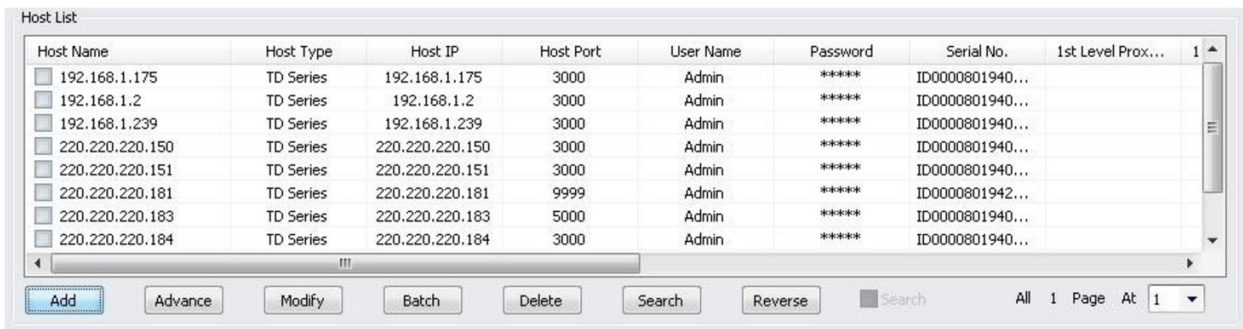 Host List
Host Name Host Type Host IP Host Port User Name Password Serial No. 1st Level Prox... 1
192.168.1.175 TD Series 192.168.1.175 3000 Admin ***** ID0000801940...
192.168.1.2 TD Series 192.168.1.2 3000 Admin ***** ID0000801940...
192.168.1.239 TD Series 192.168.1.239 3000 Admin ***** ID0000801940...
220.220.220.150 TD Series 220.220.220.150 3000 Admin ***** ID0000801940...
220.220.220.151 TD Series 220.220.220.151 3000 Admin ***** ID0000801940...
220.220.220.181 TD Series 220.220.220.181 9999 Admin ***** ID0000801942...
220.220.220.183 TD Series 220.220.220.183 5000 Admin ***** ID0000801940...
220.220.220.184 TD Series 220.220.220.184 3000 Admin ***** ID0000801940...
Add Advance Modify Batch Delete Search Reverse Search All 1 Page At 1